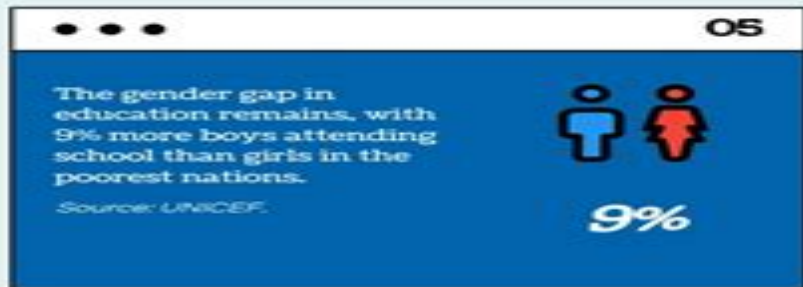 05
The gender gap in
education remains, with
9% more boys attending
school than girls in the
poorest nations.
Source: UNICEF.
9%